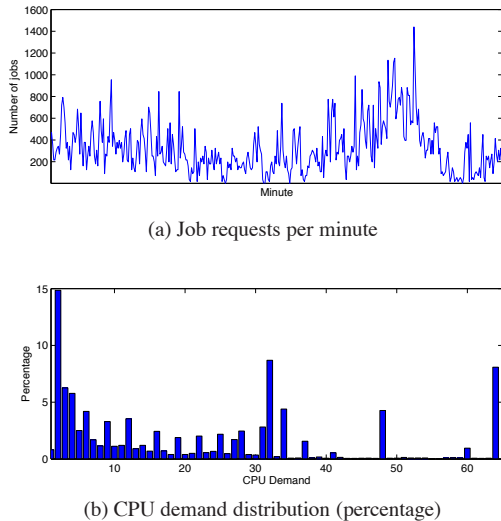 1600
1400
1200
1000
800
600
400
200
Number of jobs
Minute
(a) Job requests per minute
15
10
5
0
Percentage
10 20 30 40 50 60
CPU Demand
(b) CPU demand distribution (percentage)